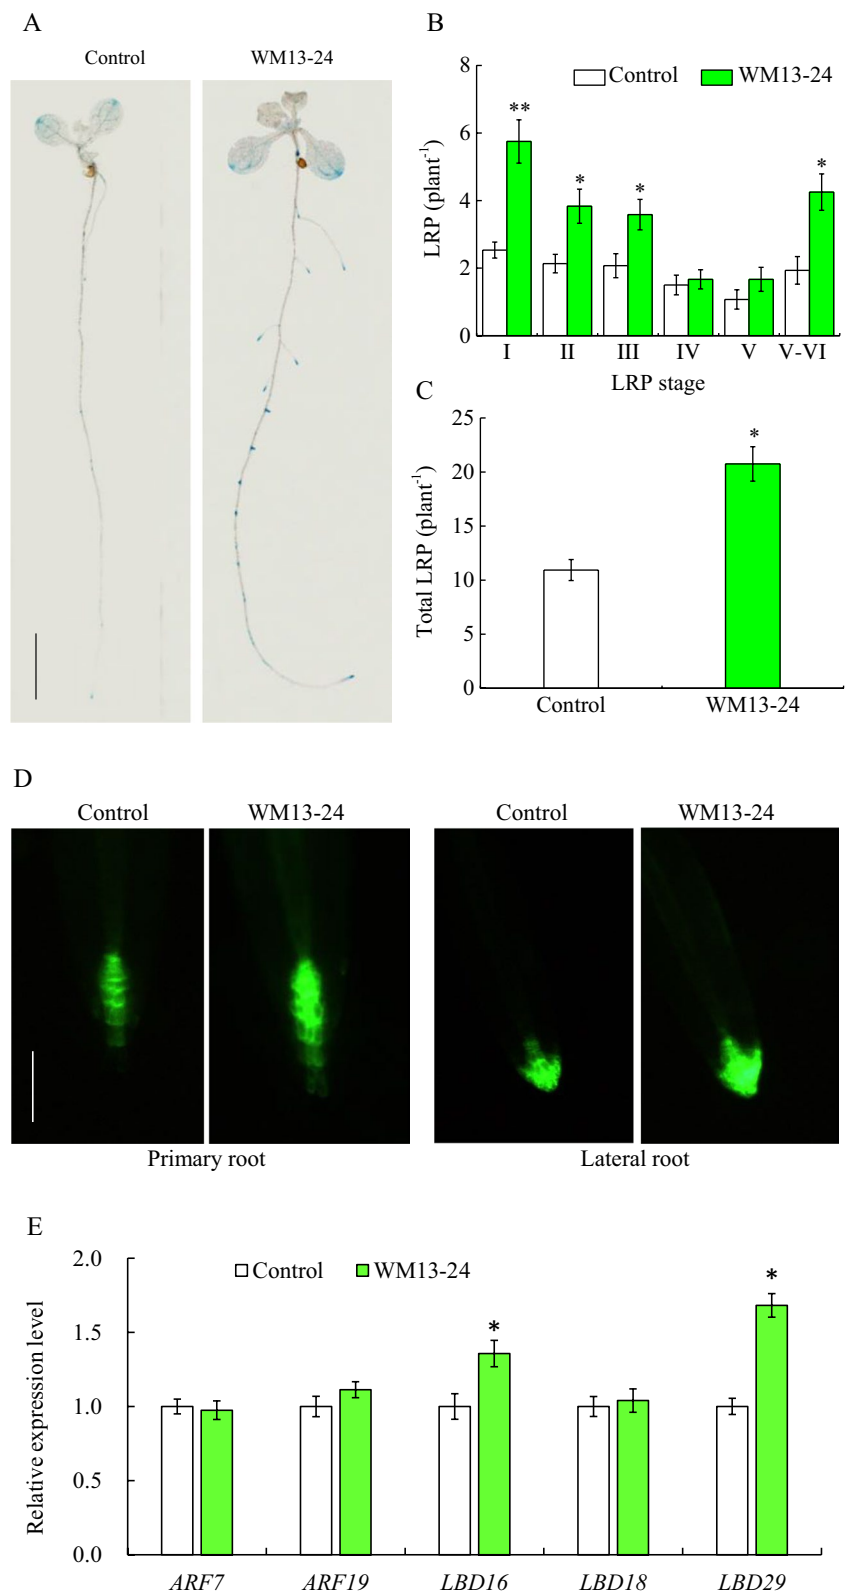 A
Control
WM13-24
B
8
6
4
2
0
LRP (plant⁻¹)
Control
WM13-24
**
*
*
*
I II III IV V V-VI
LRP stage
C
25
20
15
10
5
0
Total LRP (plant⁻¹)
*
Control WM13-24
D
Control WM13-24 Control WM13-24
Primary root Lateral root
E
2.0
1.5
1.0
0.5
0.0
Relative expression level
Control WM13-24
*
*
ARF7 ARF19 LBD16 LBD18 LBD29